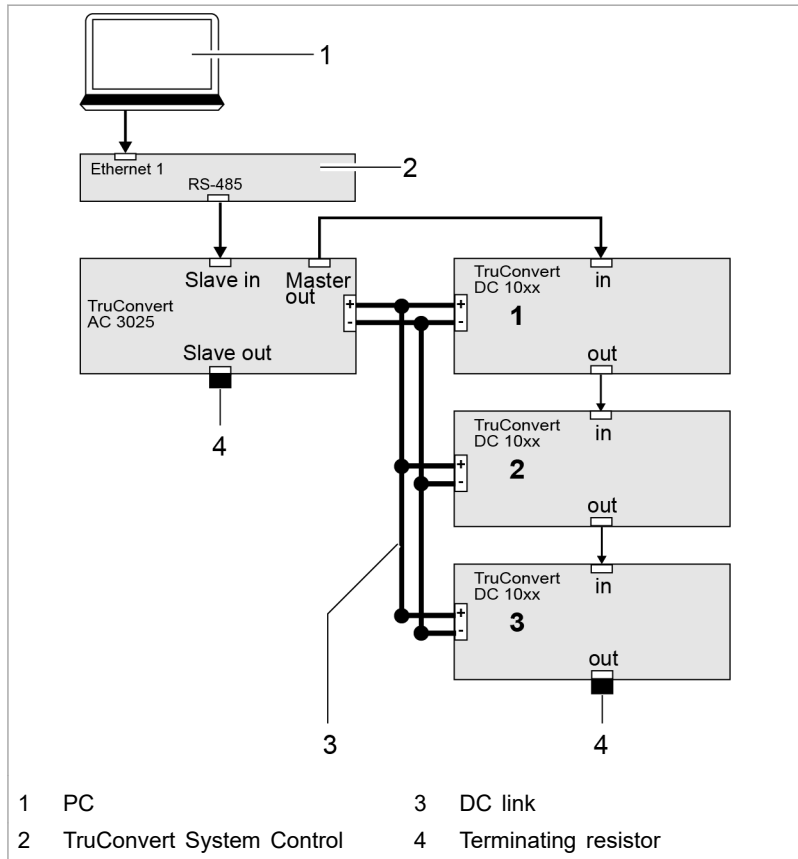 1
Ethernet 1
2
RS-485
Slave in
Master
out
TruConvert
AC 3025
+
-
Slave out
4
TruConvert
DC 10xx
in
+
-
1
out
TruConvert
DC 10xx
in
+
-
2
out
TruConvert
DC 10xx
in
+
-
3
out
3
4
1 PC
2 TruConvert System Control
3 DC link
4 Terminating resistor